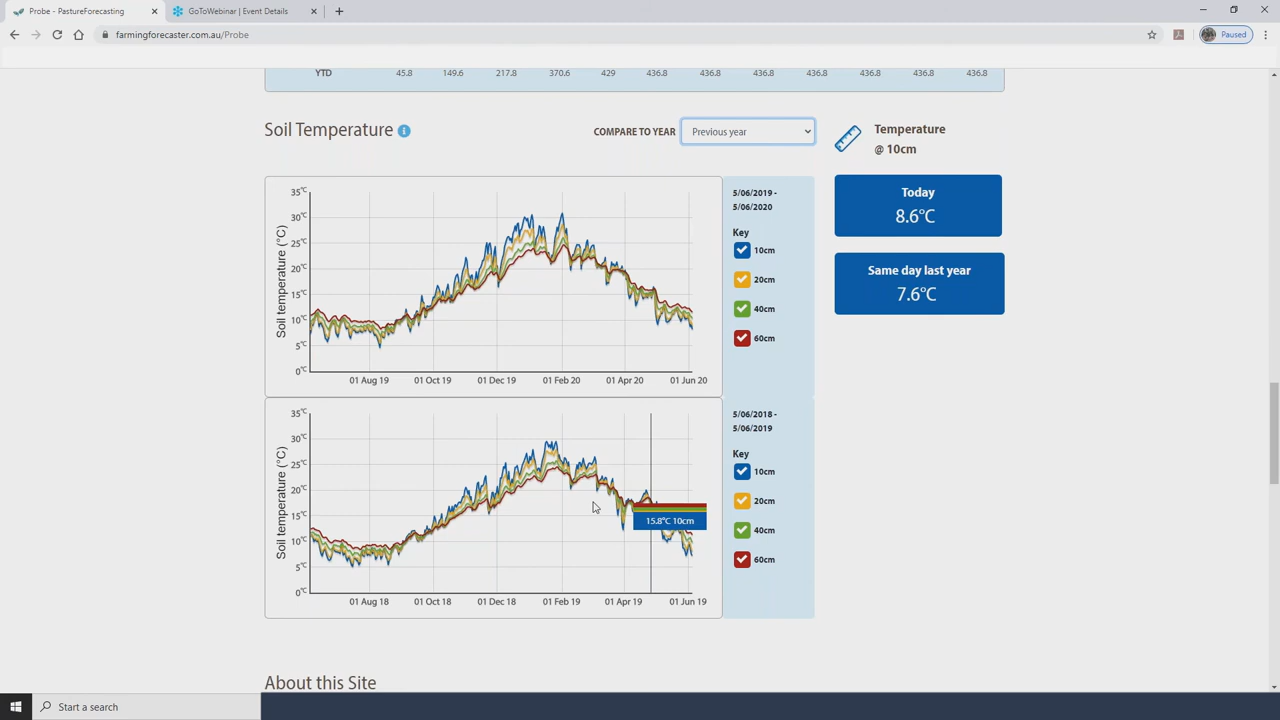 Probe - PastureForecasting
GoToWebinar | Event Details
farmingforecaster.com.au/Probe
Paused
YTD 45.8 149.6 217.8 370.6 429 436.8 436.8 436.8 436.8 436.8 436.8 436.8
Soil Temperature
COMPARE TO YEAR Previous year
Temperature
@ 10cm
Today
8.6°C
Same day last year
7.6°C
Soil temperature (°C)
35°C
30°C
25°C
20°C
15°C
10°C
5°C
0°C
01 Aug 19 01 Oct 19 01 Dec 19 01 Feb 20 01 Apr 20 01 Jun 20
5/06/2019 -
5/06/2020
Key
10cm
20cm
40cm
60cm
Soil temperature (°C)
35°C
30°C
25°C
20°C
15°C
10°C
5°C
0°C
15.8°C 10cm
01 Aug 18 01 Oct 18 01 Dec 18 01 Feb 19 01 Apr 19 01 Jun 19
5/06/2018 -
5/06/2019
Key
10cm
20cm
40cm
60cm
About this Site
Start a search